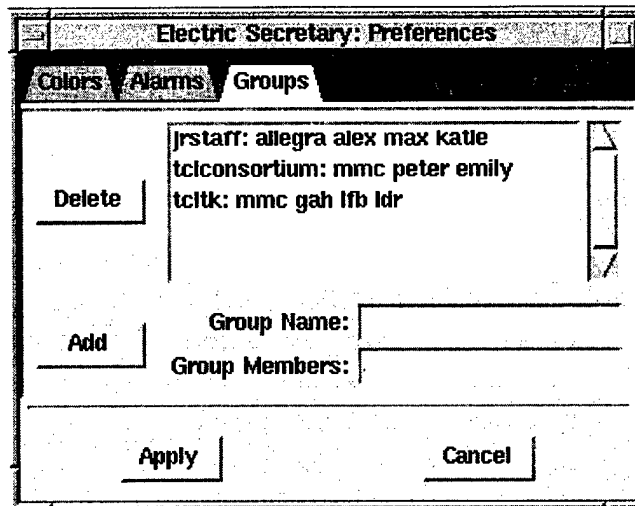 Electric Secretary: Preferences
Colors Alarms Groups
jrstaff: allegra alex max katie
tclconsortium: mmc peter emily
tcltk: mmc gah lfb ldr
Delete
Group Name:
Add
Group Members:
Apply Cancel